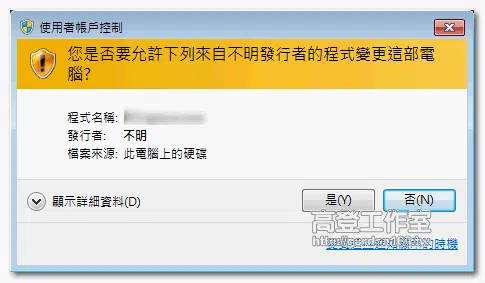 使用者帳戶控制
您是否要允許下列來自不明發行者的程式變更這部電
腦?
程式名稱:
發行者: 不明
檔案來源: 此電腦上的硬碟
顯示詳細資料(D)
是(Y)
否(N)
高登工作室
的時機